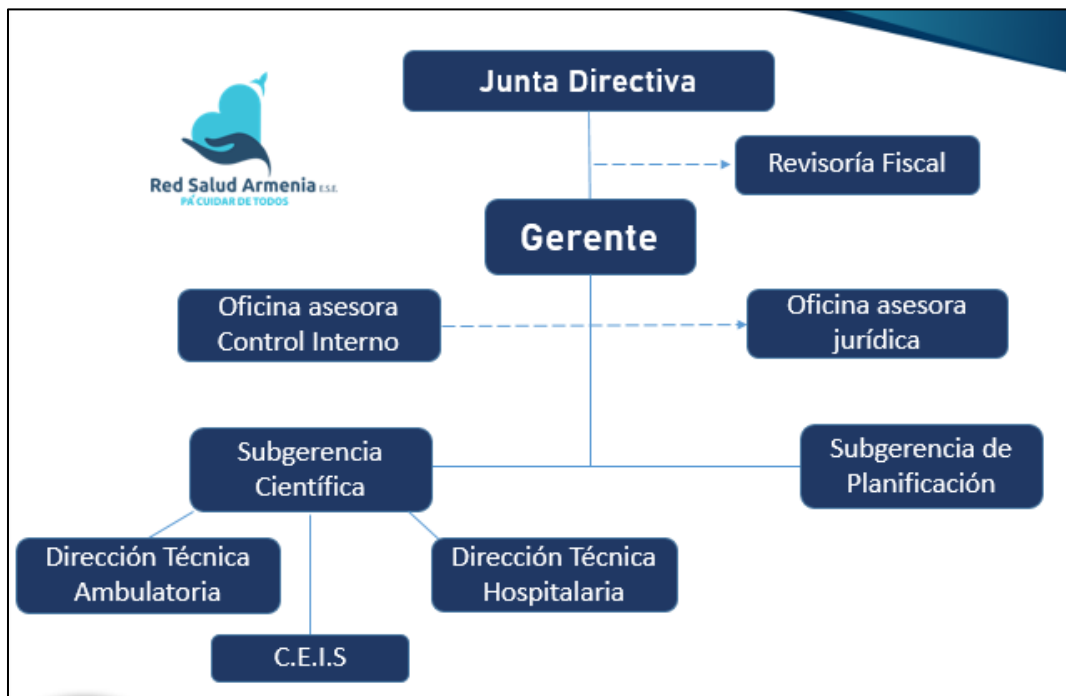 Junta Directiva
Revisoría Fiscal
Red Salud Armenia E.S.E.
PÁ CUIDAR DE TODOS
Gerente
Oficina asesora
Control Interno
Oficina asesora
jurídica
Subgerencia
Científica
Subgerencia de
Planificación
Dirección Técnica
Ambulatoria
Dirección Técnica
Hospitalaria
C.E.I.S